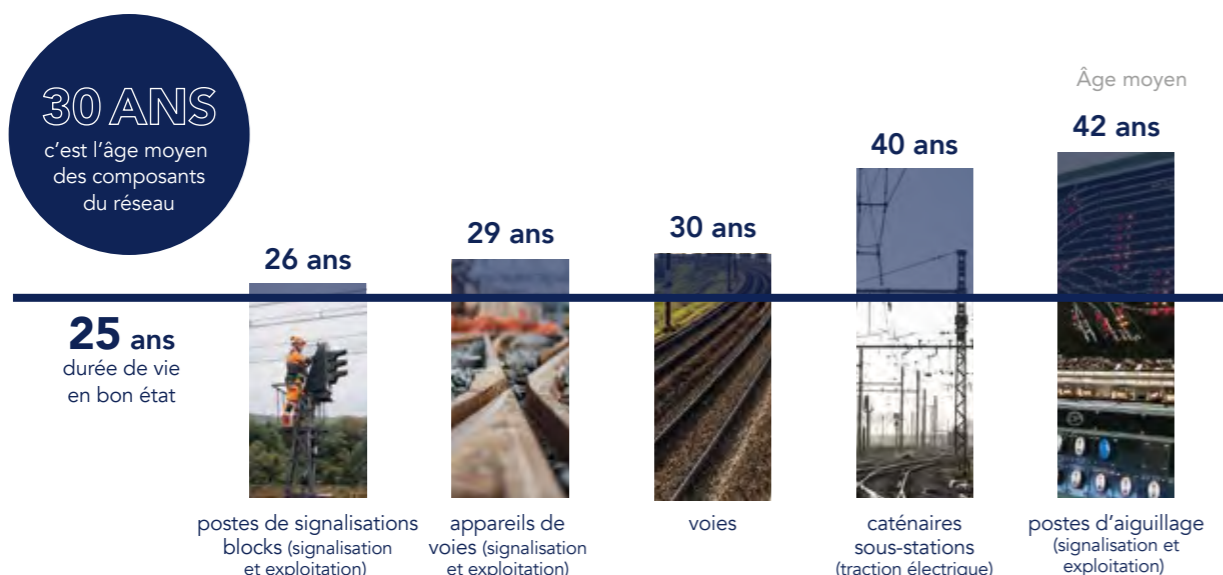 30 ANS
c’est l’âge moyen
des composants
du réseau
Âge moyen
26 ans
29 ans
30 ans
40 ans
42 ans
25 ans
durée de vie
en bon état
postes de signalisations
blocks (signalisation
et exploitation)
appareils de
voies (signalisation
et exploitation)
voies
caténaires
sous-stations
(traction électrique)
postes d’aiguillage
(signalisation et
exploitation)